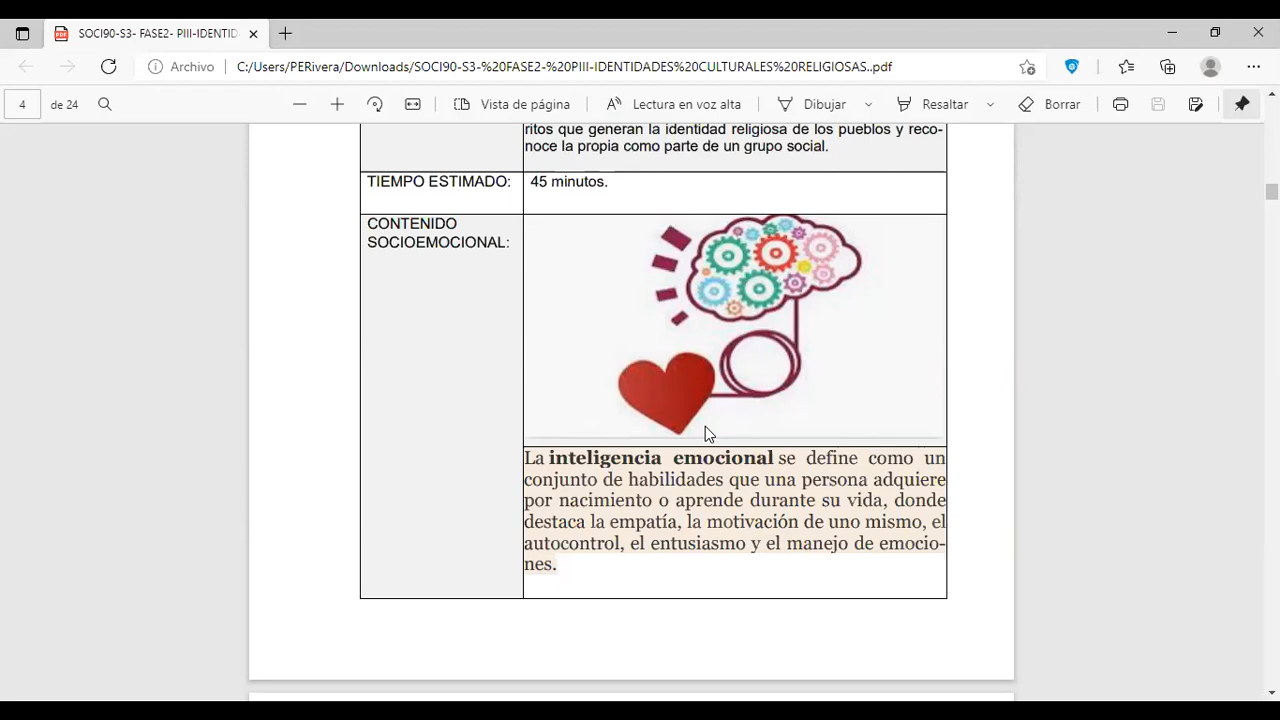 SOCI90-S3- FASE2- PIII-IDENTID
Archivo
C:/Users/PERivera/Downloads/SOCI90-S3-%20FASE2-%20PIII-IDENTIDADES%20CULTURALES%20RELIGIOSAS..pdf
4 de 24
Vista de página
Lectura en voz alta
Dibujar
Resaltar
Borrar
ritos que generan la identidad religiosa de los pueblos y reco-
noce la propia como parte de un grupo social.
TIEMPO ESTIMADO: 45 minutos.
CONTENIDO
SOCIOEMOCIONAL:
La inteligencia emocional se define como un
conjunto de habilidades que una persona adquiere
por nacimiento o aprende durante su vida, donde
destaca la empatía, la motivación de uno mismo, el
autocontrol, el entusiasmo y el manejo de emocio-
nes.